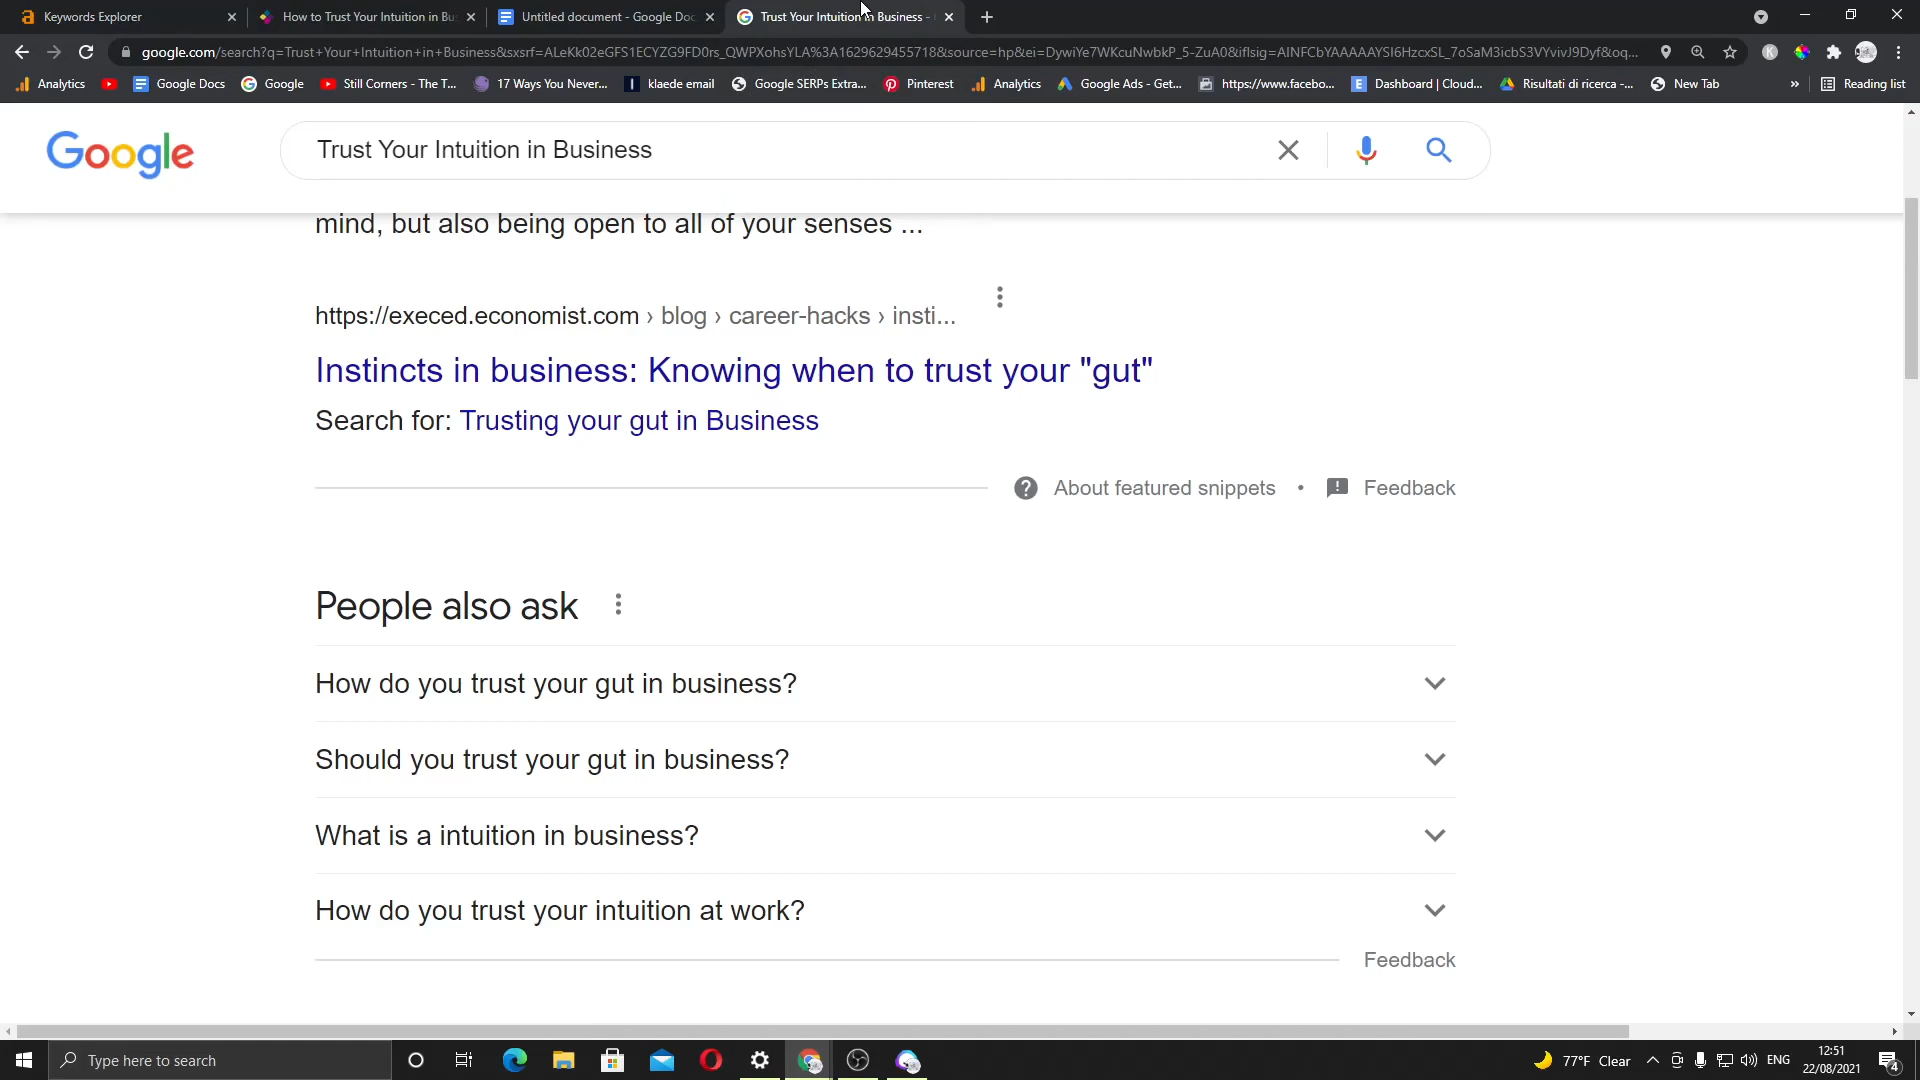 Keywords Explorer
How to Trust Your Intuition in Bu
Untitled document - Google Doc
Trust Your Intuition in Business -
google.com/search?q=Trust+Your+Intuition+in+Business&sxsrf=ALeKk02eGFS1ECYZG9FD0rs_QWPXohsYLA%3A1629629455718&source=hp&ei=DywiYe7WKcuNwbkP_5-ZuA0&iflsig=AINFCbYAAAAAYSI6HzcxSL_7oSaM3icbS3VYvivJ9Dyf&oq...
Analytics
Google Docs
Google
Still Corners - The T...
17 Ways You Never...
klaede email
Google SERPs Extra...
Pinterest
Analytics
Google Ads - Get...
https://www.facebo...
Dashboard | Cloud...
Risultati di ricerca -...
New Tab
»
Reading list
Google
Trust Your Intuition in Business
mind, but also being open to all of your senses ...
https://execed.economist.com › blog › career-hacks › insti...
Instincts in business: Knowing when to trust your "gut"
Search for: Trusting your gut in Business
About featured snippets • Feedback
People also ask
How do you trust your gut in business?
Should you trust your gut in business?
What is a intuition in business?
How do you trust your intuition at work?
Feedback
Type here to search
77°F Clear
ENG
12:51
22/08/2021
4